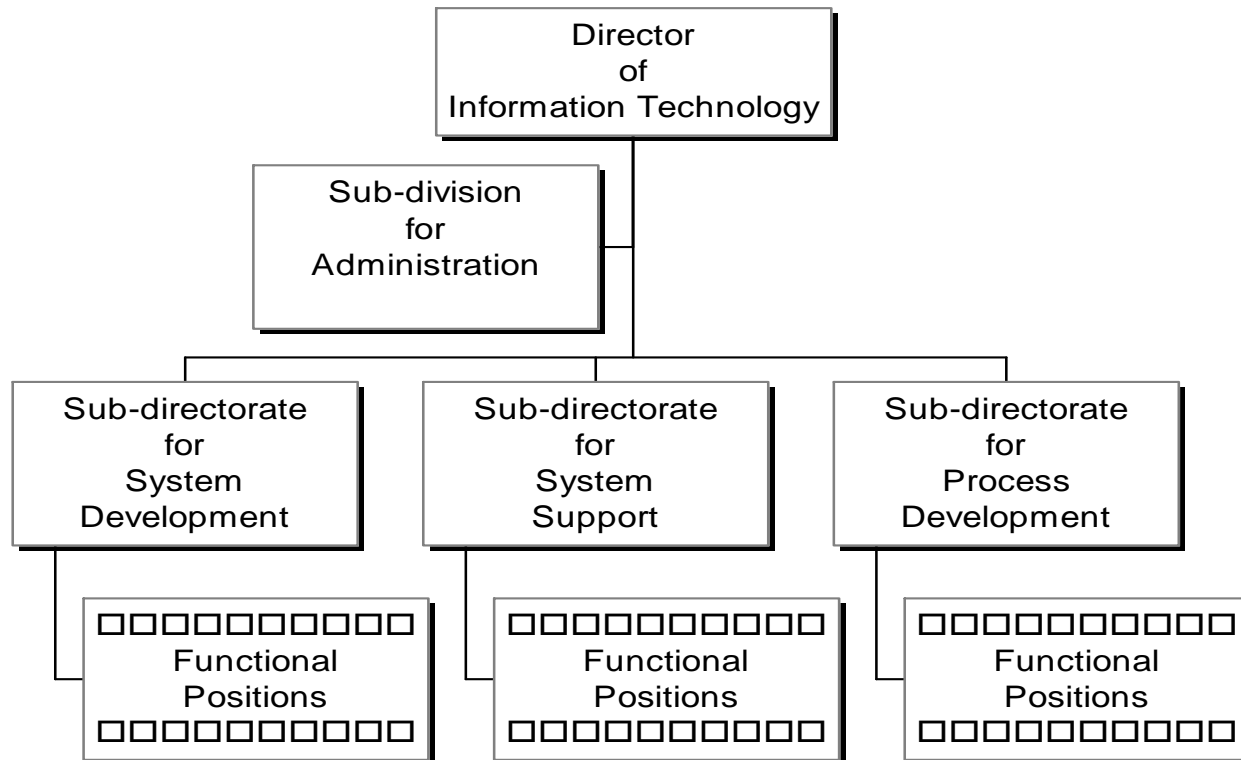 Director
of
Information Technology
Sub-division
for
Administration
Sub-directorate
for
System
Development
Sub-directorate
for
System
Support
Sub-directorate
for
Process
Development
□□□□□□□□□□
Functional
Positions
□□□□□□□□□□
□□□□□□□□□□
Functional
Positions
□□□□□□□□□□
□□□□□□□□□□
Functional
Positions
□□□□□□□□□□